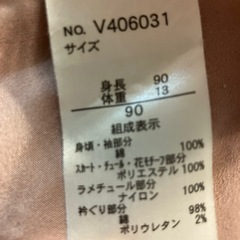 NO. V406031
サイズ
身長 90
体重 13
90
組成表示
身頃・袖部分
綿 100%
スカート・チュール・花モチーフ部分
ポリエステル 100%
ラメチュール部分
ナイロン 100%
衿ぐり部分
綿 98%
ポリウレタン 2%